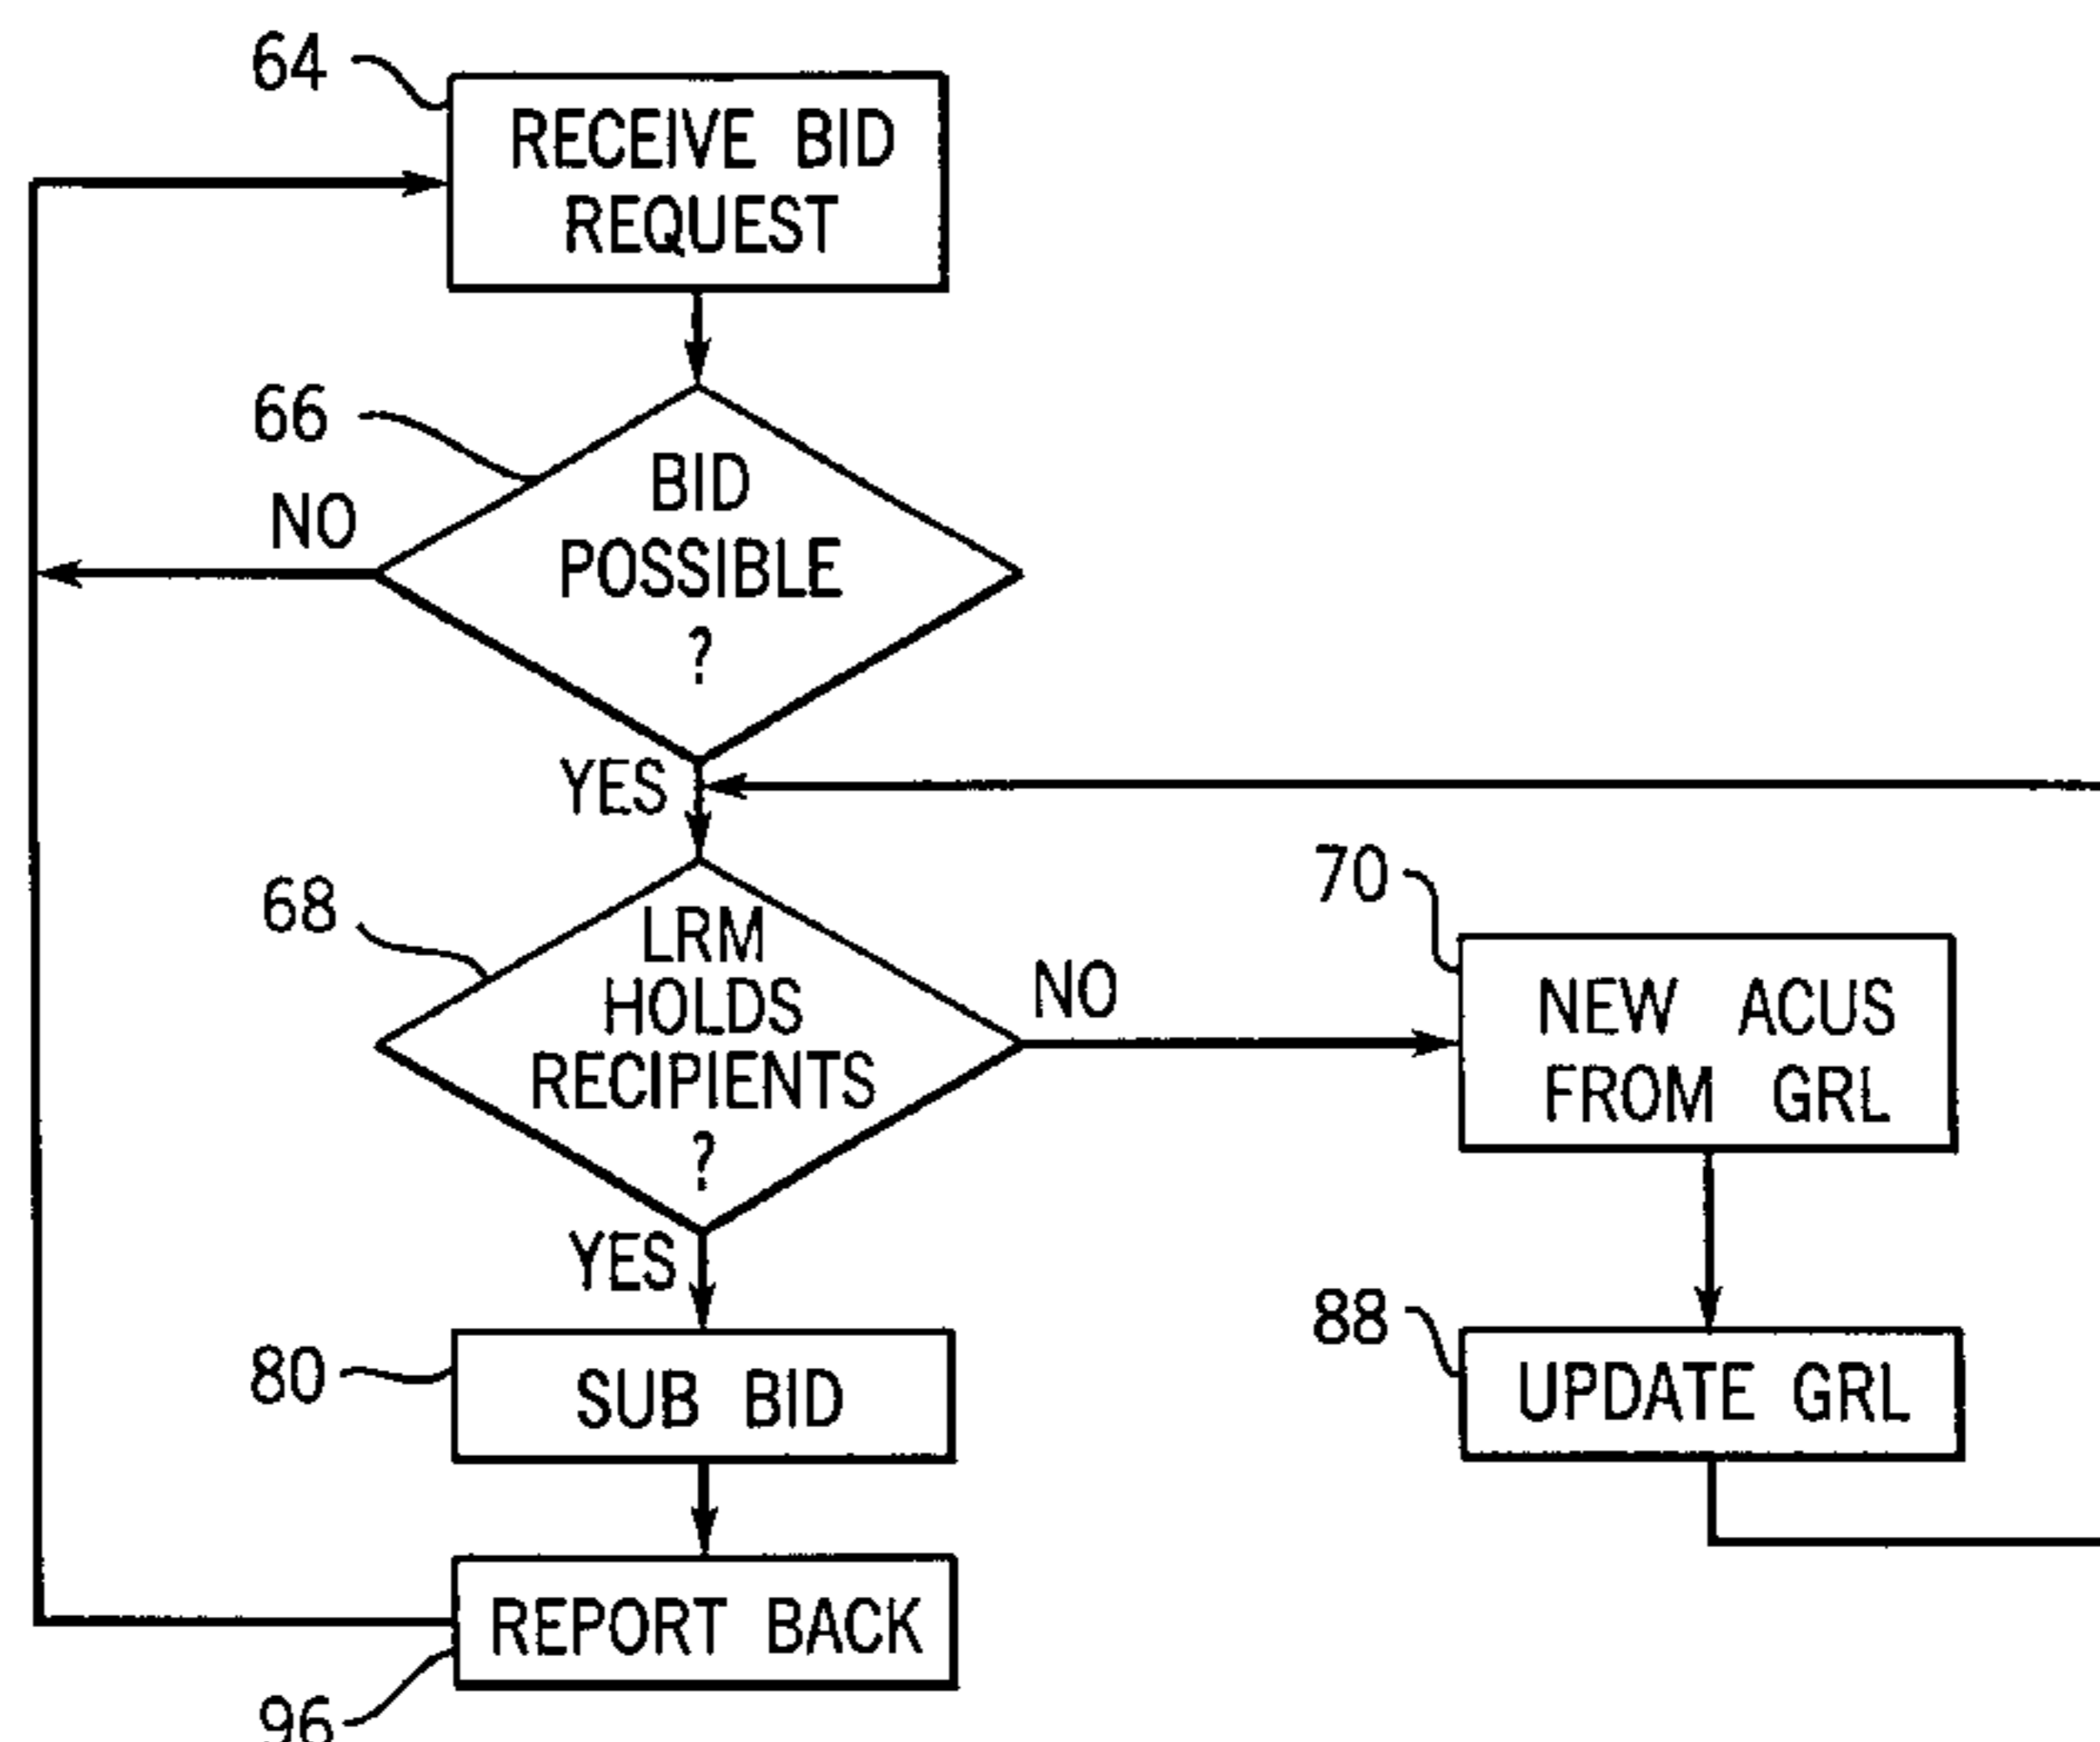 64
RECEIVE BID
REQUEST
66
NO
BID
POSSIBLE
?
YES
68
LRM
HOLDS
RECIPIENTS
?
NO
70
NEW ACUS
FROM GRL
YES
80
SUB BID
88
UPDATE GRL
REPORT BACK
96